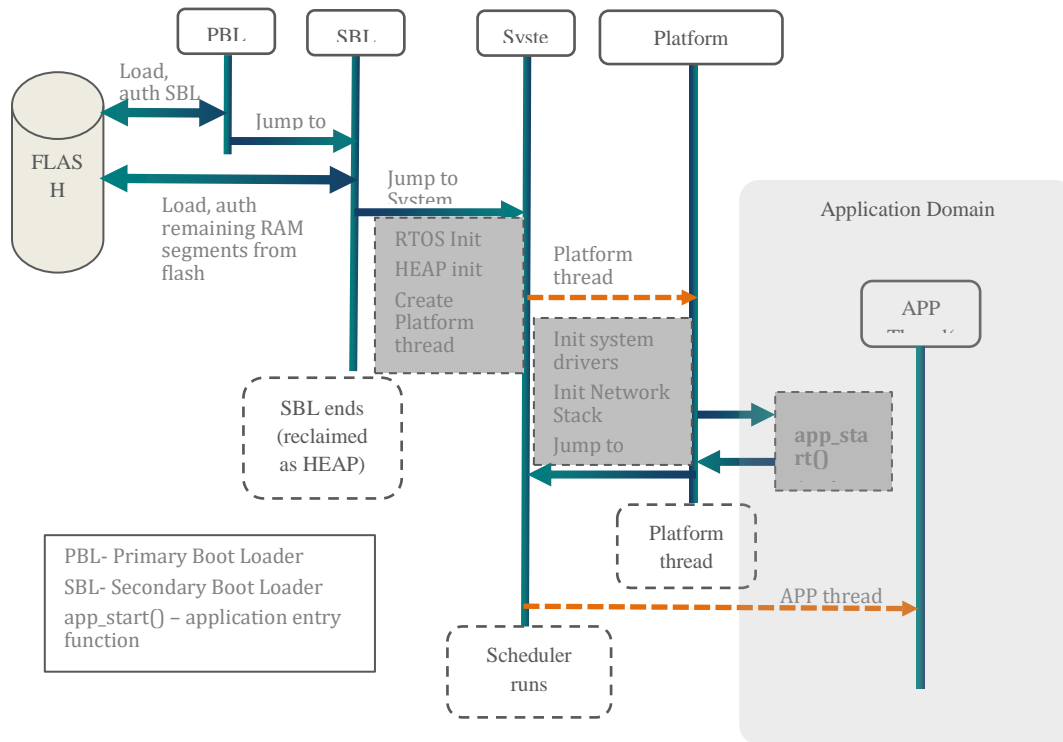 PBL
SBL
Syste
Platform
Load,
auth SBL
Jump to
FLAS
H
Jump to
System
Load, auth
remaining RAM
segments from
flash
RTOS Init
HEAP init
Create
Platform
thread
Platform
thread
Application Domain
APP
Init system
drivers
Init Network
Stack
Jump to
app_sta
rt()
SBL ends
(reclaimed
as HEAP)
Platform
thread
PBL- Primary Boot Loader
SBL- Secondary Boot Loader
app_start() – application entry
function
APP thread
Scheduler
runs